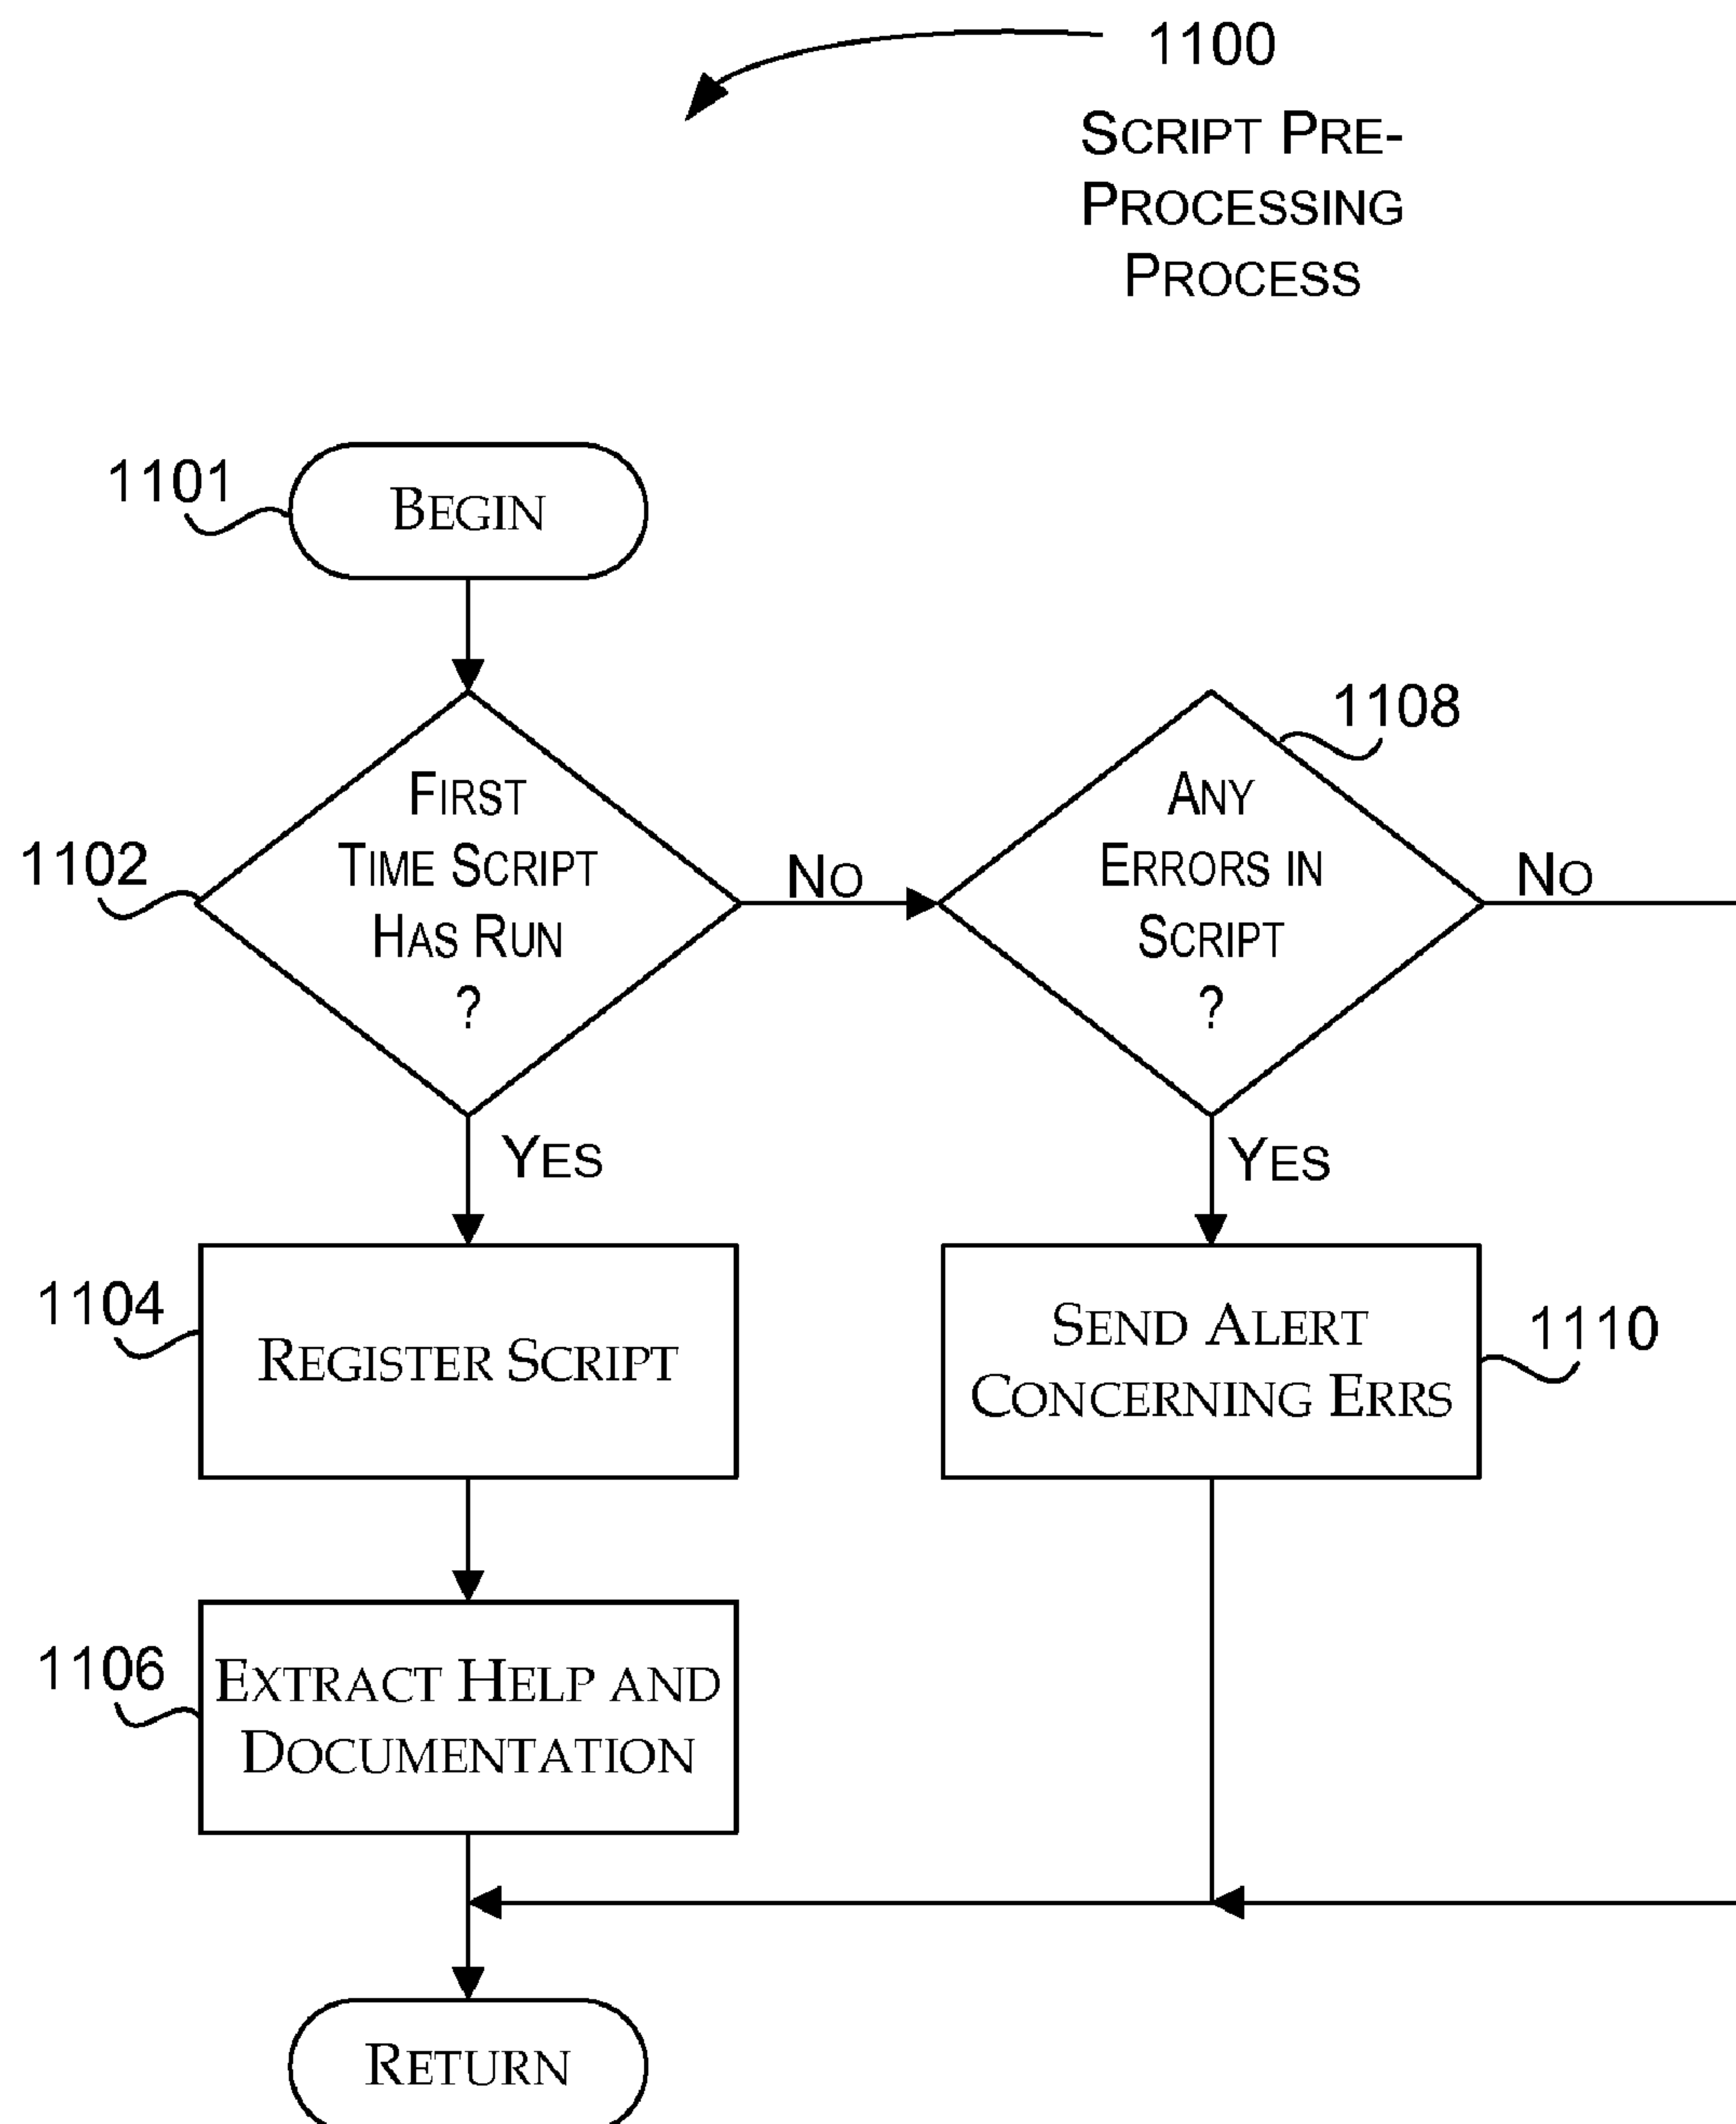 1100
SCRIPT PRE-
PROCESSING
PROCESS
1101
BEGIN
1102
FIRST
TIME SCRIPT
HAS RUN
?
NO
1108
ANY
ERRORS IN
SCRIPT
?
NO
YES
YES
1104
REGISTER SCRIPT
SEND ALERT
CONCERNING ERRS
1110
1106
EXTRACT HELP AND
DOCUMENTATION
RETURN